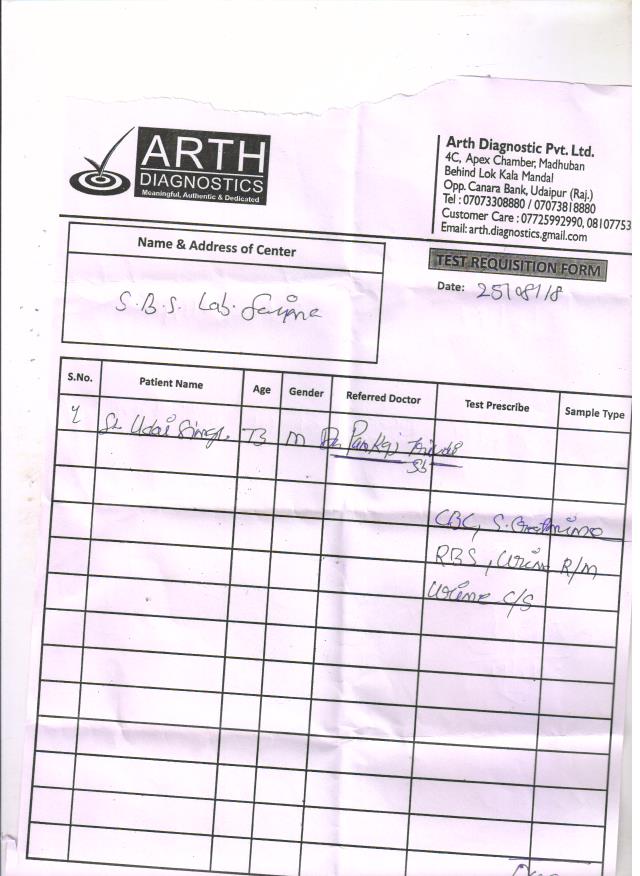 ARTH
DIAGNOSTICS
Meaningful, Authentic & Dedicated
Arth Diagnostic Pvt. Ltd.
4C, Apex Chamber, Madhuban
Behind Lok Kala Mandal
Opp. Canara Bank, Udaipur (Raj.)
Tel : 07073308880 / 07073818880
Customer Care : 07725992990, 08107753
Email: arth.diagnostics.gmail.com
Name & Address of Center
S.B.S. Lab.
TEST REQUISITION FORM
Date: 25/08/18
S.No. Patient Name Age Gender Referred Doctor Test Prescribe Sample Type
Udai Singh 73 M Dr Pankaj
CBC, S.
RBS, Urine R/M
Urine C/S